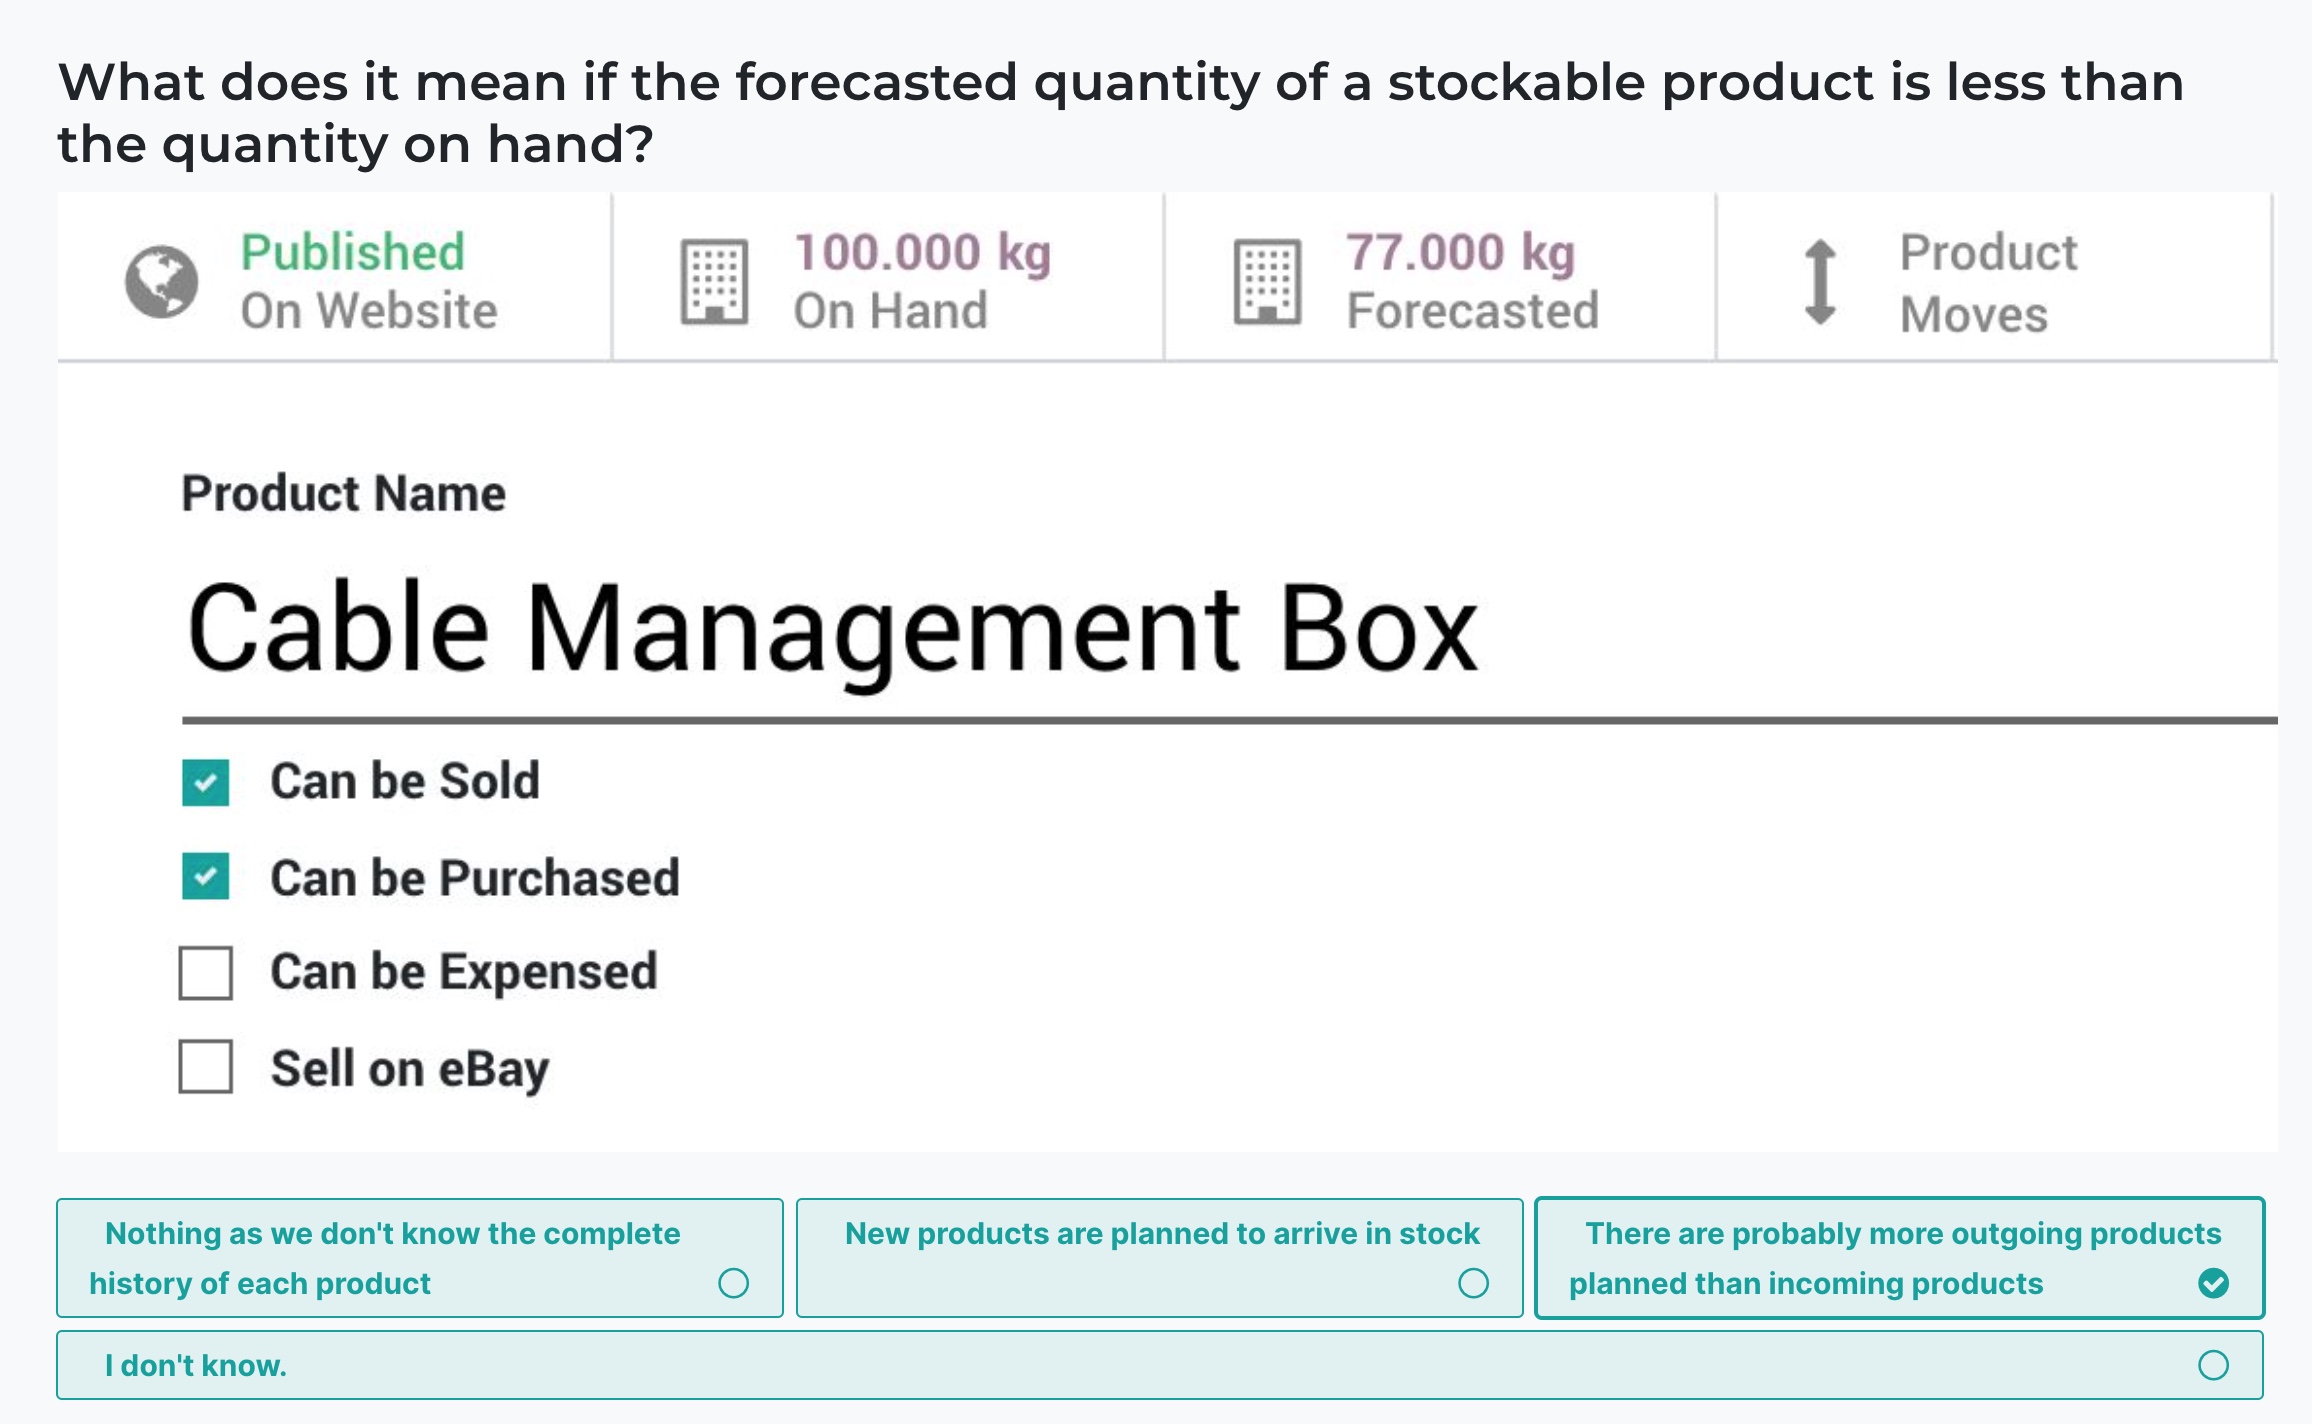 What does it mean if the forecasted quantity of a stockable product is less than
the quantity on hand?
Published
On Website
100.000 kg
On Hand
77.000 kg
Forecasted
Product
Moves
Product Name
Cable Management Box
Can be Sold
Can be Purchased
Can be Expensed
Sell on eBay
Nothing as we don't know the complete
history of each product
New products are planned to arrive in stock
There are probably more outgoing products
planned than incoming products
I don't know.